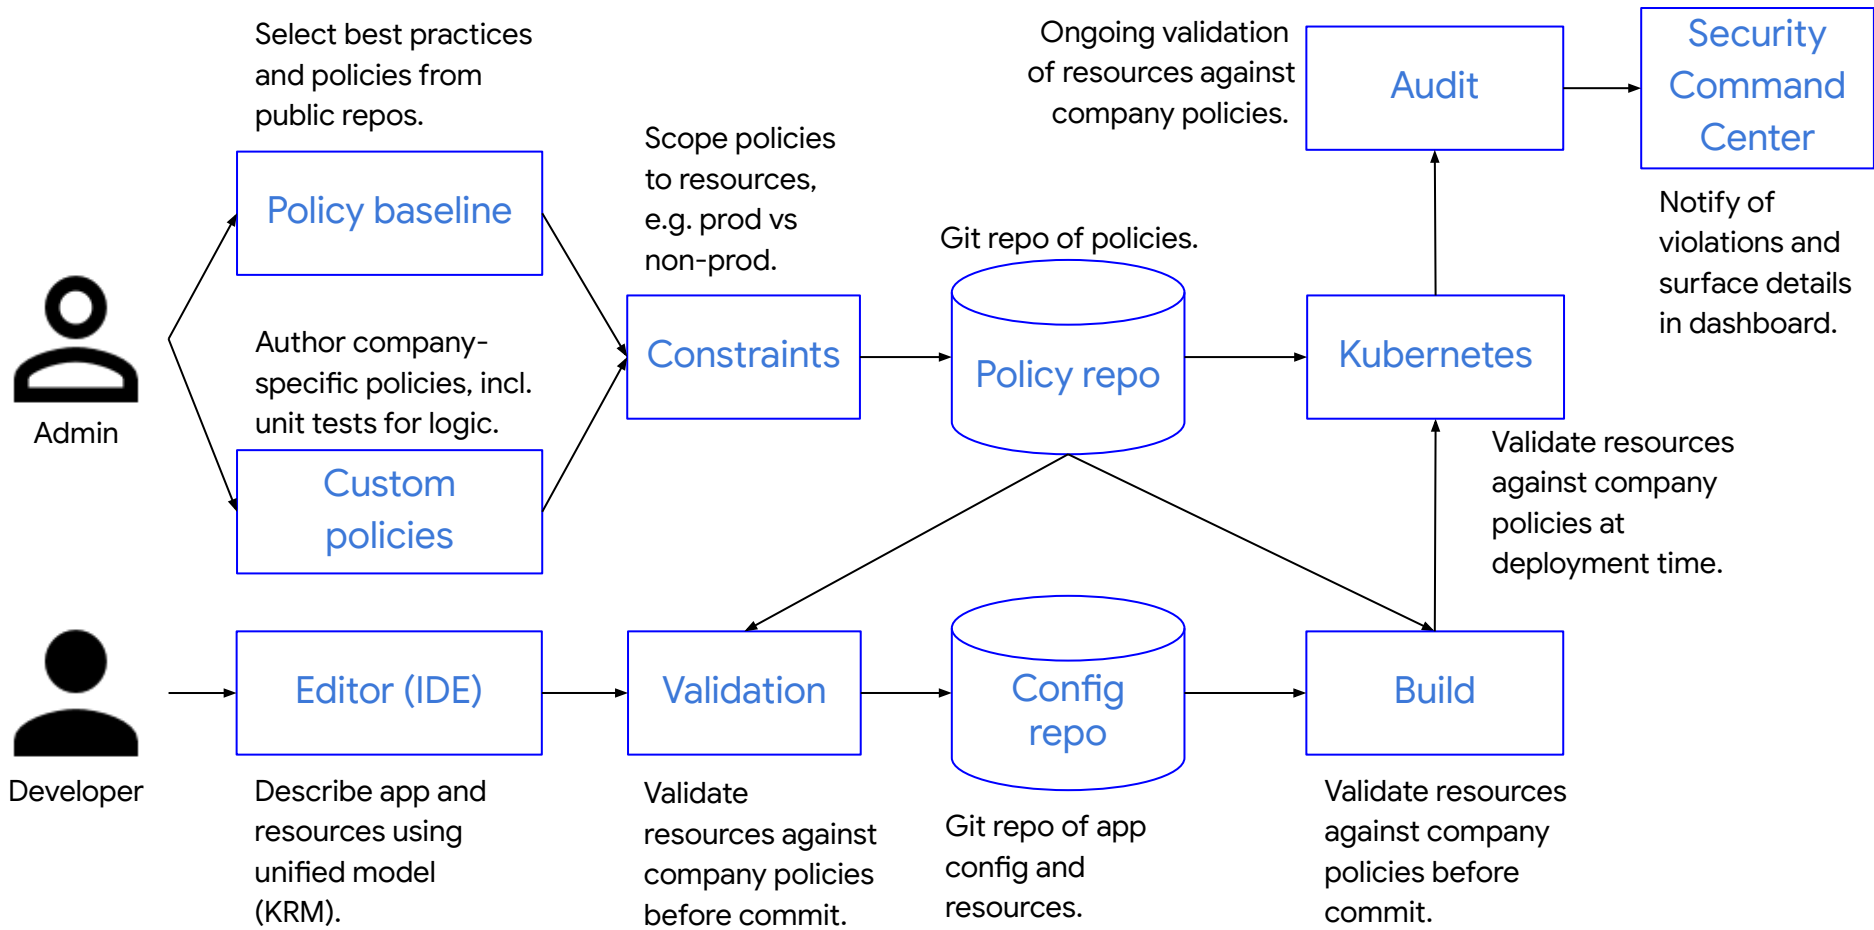 Select best practices
and policies from
public repos.
Policy baseline
Admin
Author company-
specific policies, incl.
unit tests for logic.
Custom
policies
Scope policies
to resources,
e.g. prod vs
non-prod.
Constraints
Git repo of policies.
Policy repo
Ongoing validation
of resources against
company policies.
Audit
Security
Command
Center
Notify of
violations and
surface details
in dashboard.
Kubernetes
Validate resources
against company
policies at
deployment time.
Developer
Editor (IDE)
Describe app and
resources using
unified model
(KRM).
Validation
Validate
resources against
company policies
before commit.
Config
repo
Git repo of app
config and
resources.
Build
Validate resources
against company
policies before
commit.